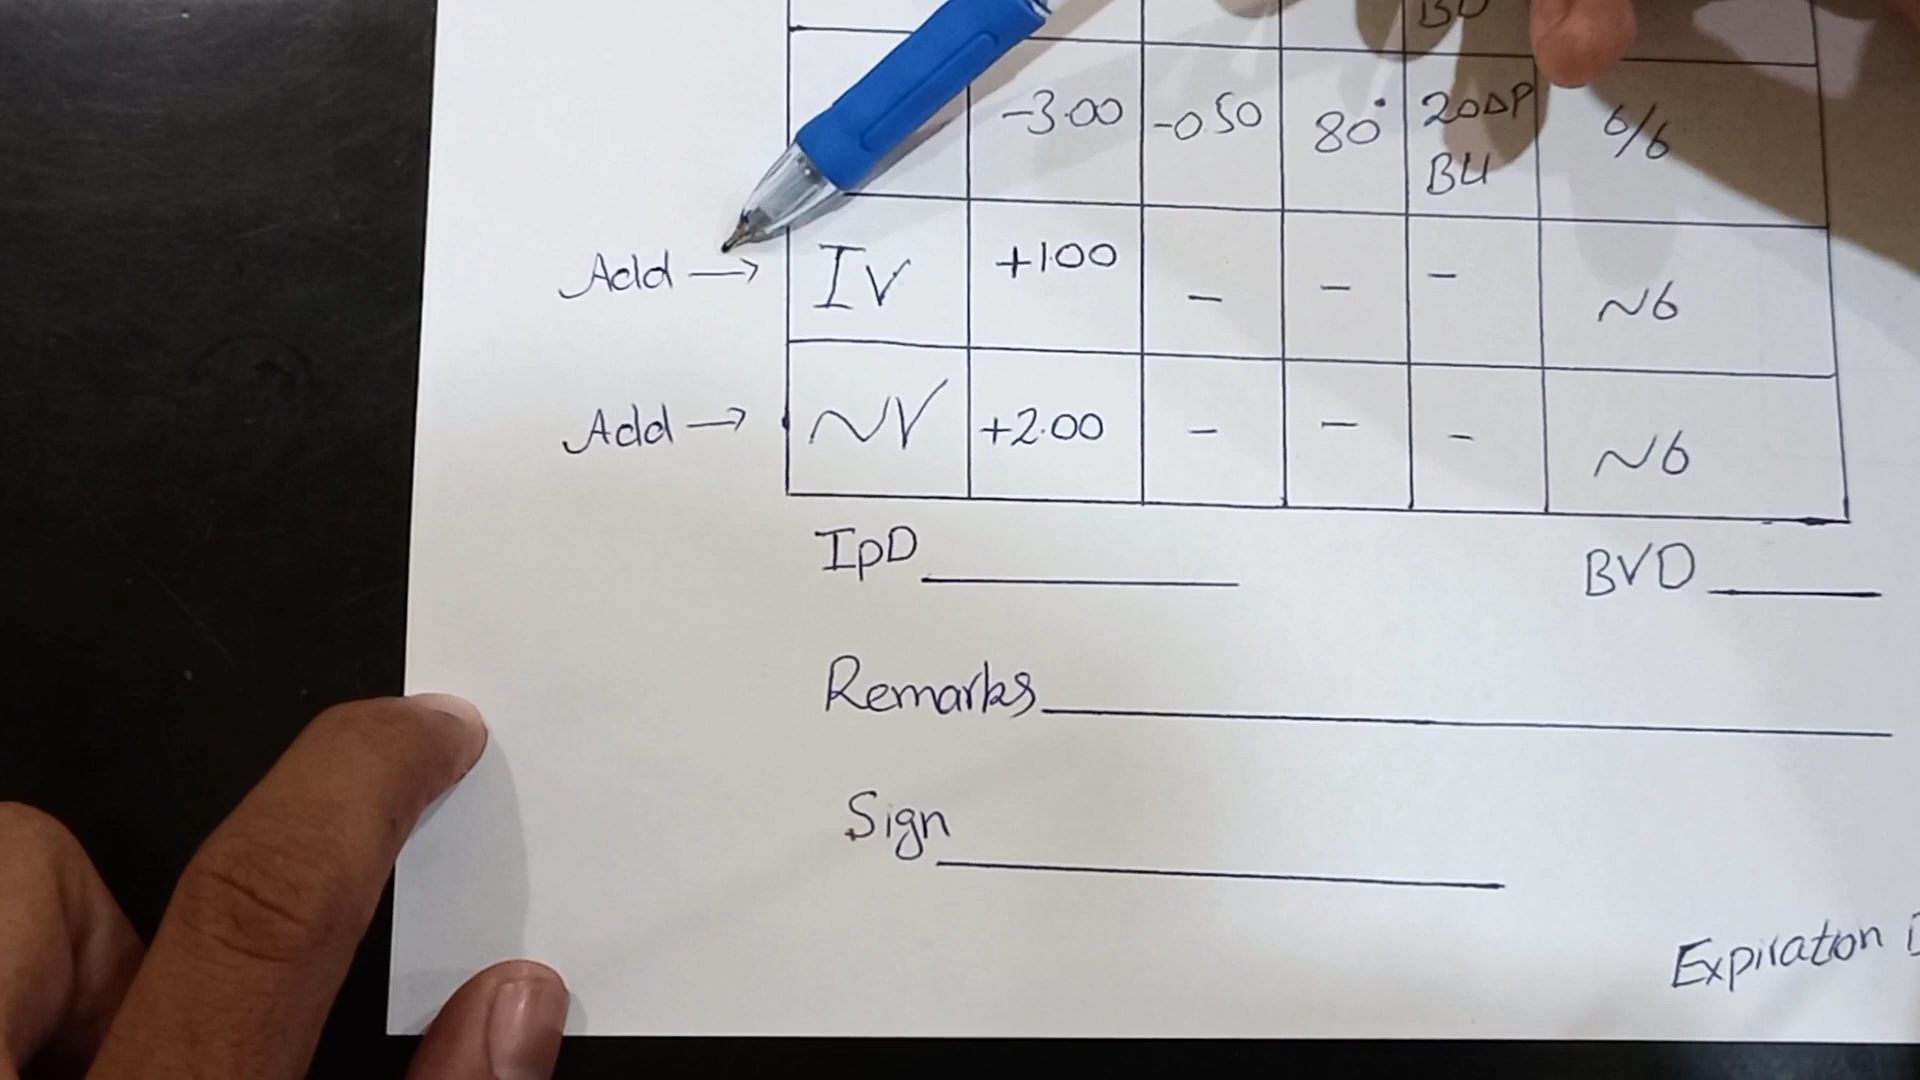 BU
-3.00 -0.50 80° 20ΔP 6/6
BU
Add → IV +1.00 - - - N6
Add → NV +2.00 - - - N6
IpD BVD
Remarks
Sign
Expiration